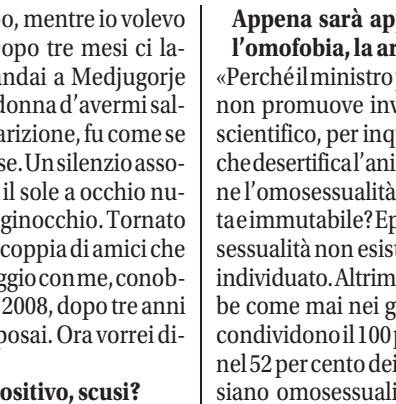 o, mentre io volevo
opo tre mesi ci la-
ndai a Medjugorje
donna d'avermi sal-
arizione, fu come se
se. Un silenzio asso-
il sole a occhio nu-
ginocchio. Tornato
coppia di amici che
ggio con me, conob-
2008, dopo tre anni
posai. Ora vorrei di-
ositivo, scusi?
Appena sarà app
l'omofobia, la ar
«Perché il ministro
non promuove inv
scientifico, per inq
che desertifica l'ani
ne l'omosessualità
ta e immutabile? Ep
sessualità non esist
individuato. Altrim
be come mai nei g
condividono il 100
nel 52 per cento dei
siano omosessuali